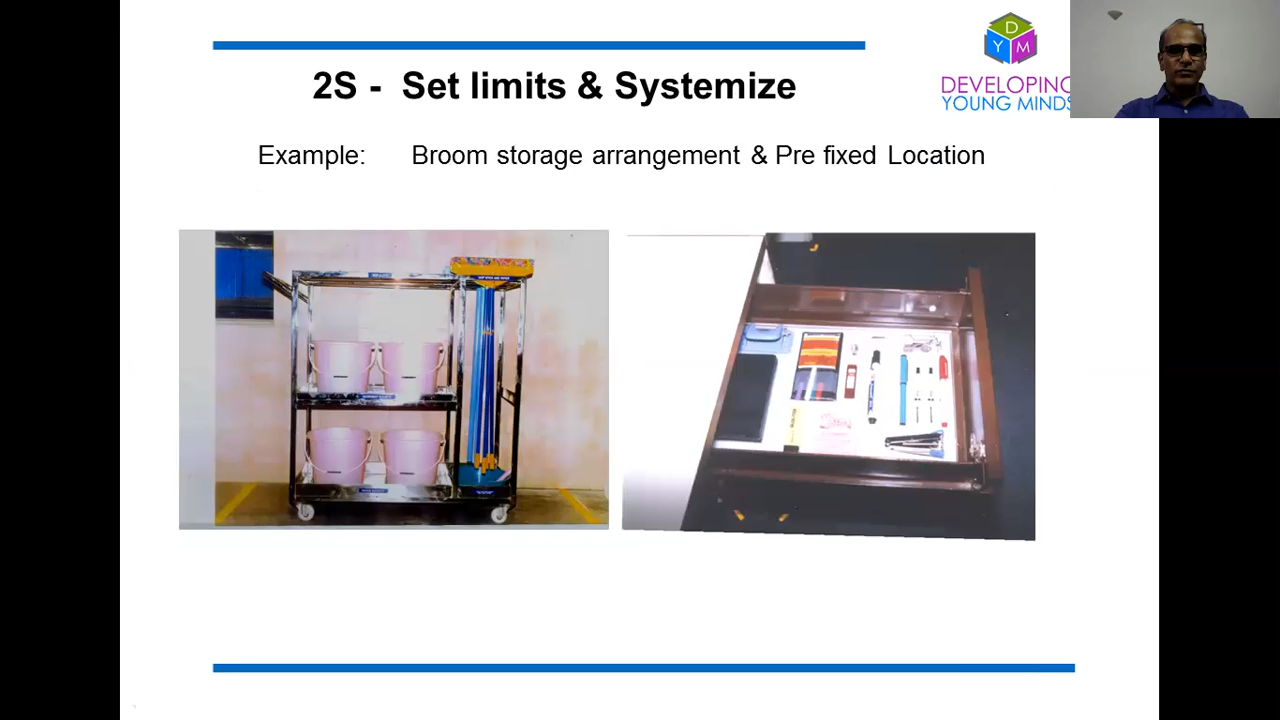 2S - Set limits & Systemize
D
Y M
DEVELOPING
YOUNG MINDS
Example: Broom storage arrangement & Pre fixed Location